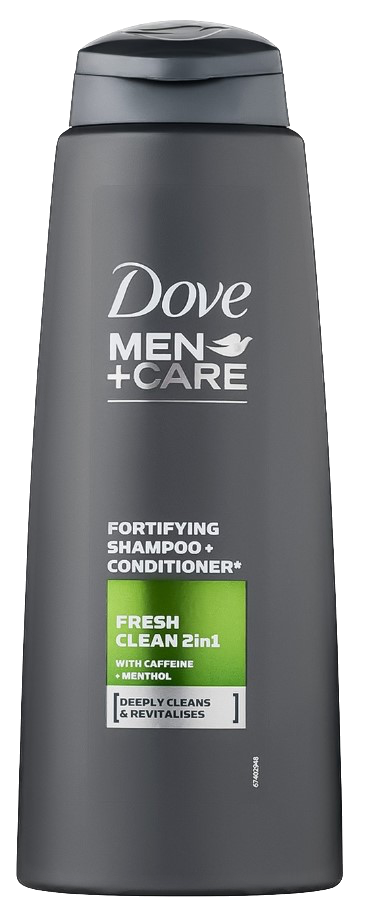 Dove
MEN
+CARE
FORTIFYING
SHAMPOO+
CONDITIONER*
FRESH
CLEAN 2in1
WITH CAFFEINE
+ MENTHOL
[DEEPLY CLEANS
& REVITALISES]
67402948